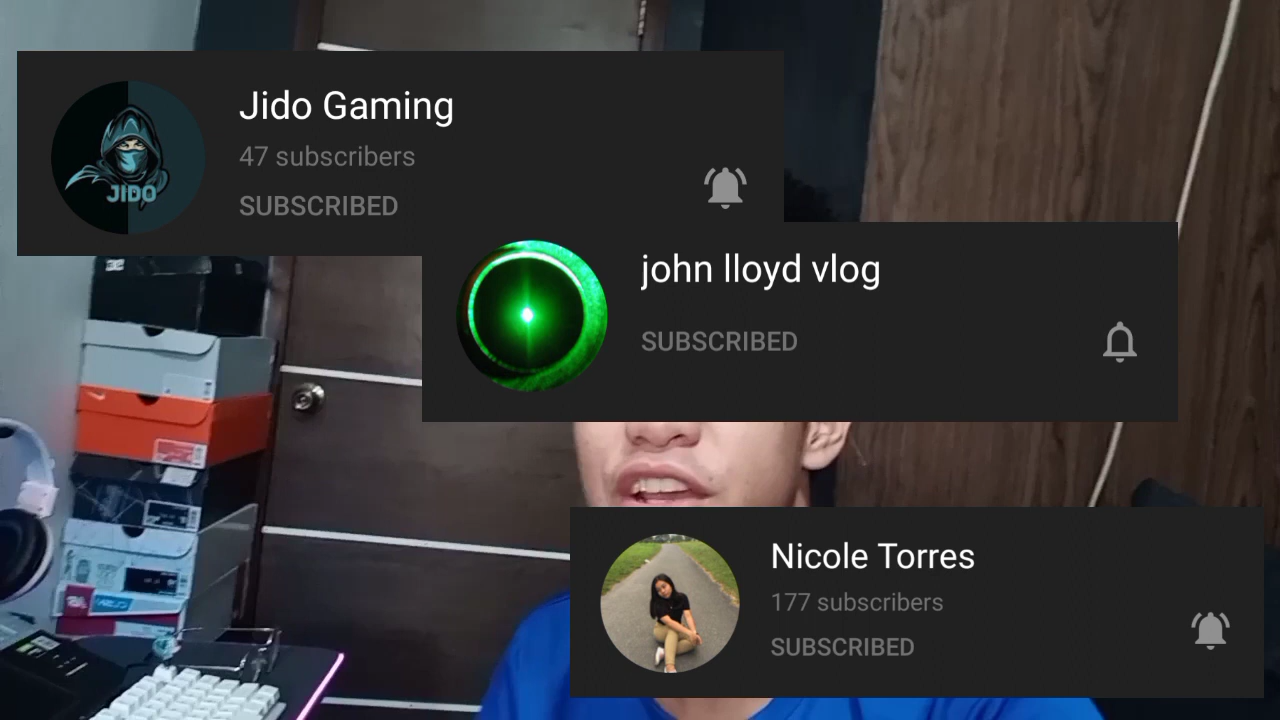 Jido Gaming
47 subscribers
SUBSCRIBED
JIDO
john lloyd vlog
SUBSCRIBED
Nicole Torres
177 subscribers
SUBSCRIBED